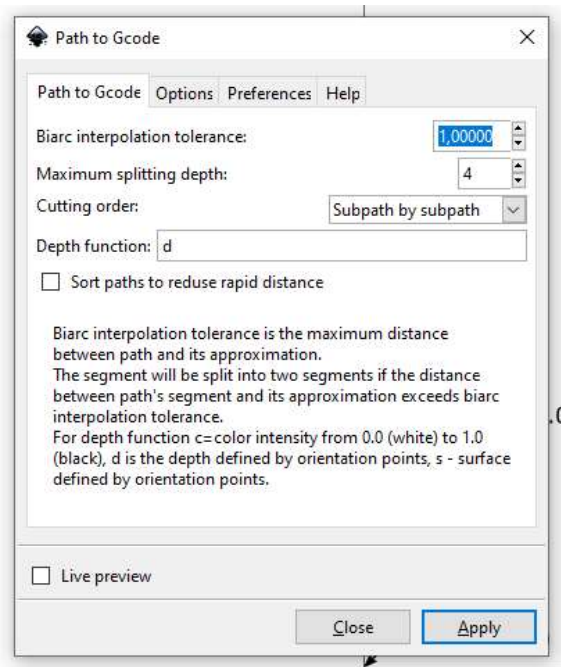 Path to Gcode
Path to Gcode Options Preferences Help
Biarc interpolation tolerance: 1,00000
Maximum splitting depth: 4
Cutting order: Subpath by subpath
Depth function: d
Sort paths to reduse rapid distance
Biarc interpolation tolerance is the maximum distance
between path and its approximation.
The segment will be split into two segments if the distance
between path's segment and its approximation exceeds biarc
interpolation tolerance.
For depth function c=color intensity from 0.0 (white) to 1.0
(black), d is the depth defined by orientation points, s - surface
defined by orientation points.
Live preview
Close Apply